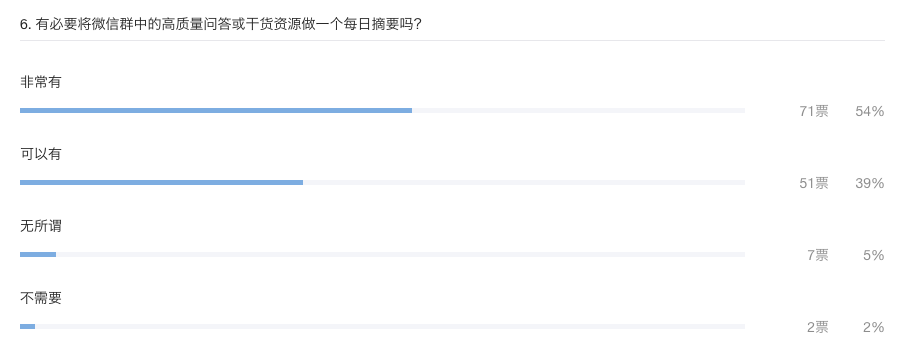 6. 有必要将微信群中的高质量问答或干货资源做一个每日摘要吗？
非常有
71票 54%
可以有
51票 39%
无所谓
7票 5%
不需要
2票 2%